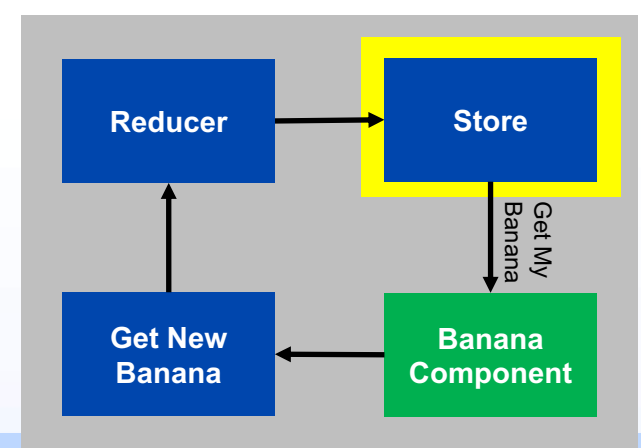 Reducer
Store
Get My
Banana
Get New
Banana
Banana
Component